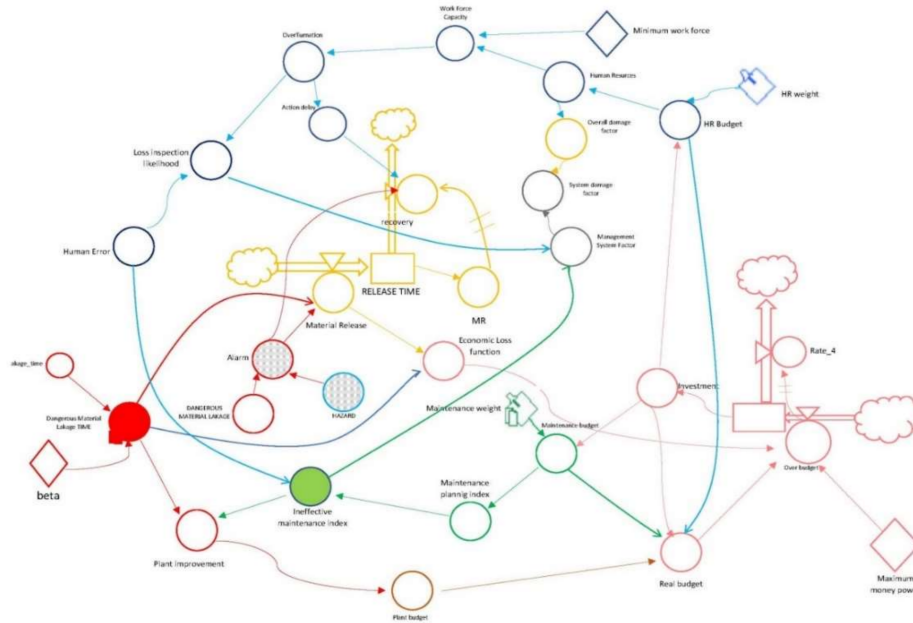 Work Force
Capacity
Minimum work force
Human Resarces
HR weight
Action delay
Overall damage
factor
HR Budget
Loss inspection
likelihood
System damage
factor
recovery
Human Error
Management
System Factor
RELEASE TIME
MR
Material Release
Economic Loss
function
Rate_4
Alarm
akage_time
Investment
DANGEROUS
MATERIAL LAKAGE
HAZARD
Maintenance weight
Dangerous Material
Lakage TIME
Maintenance budget
Over budget
beta
Maintenance
plannig index
Ineffective
maintenance index
Plant improvement
Real budget
Maximum
money pow
Plant budget